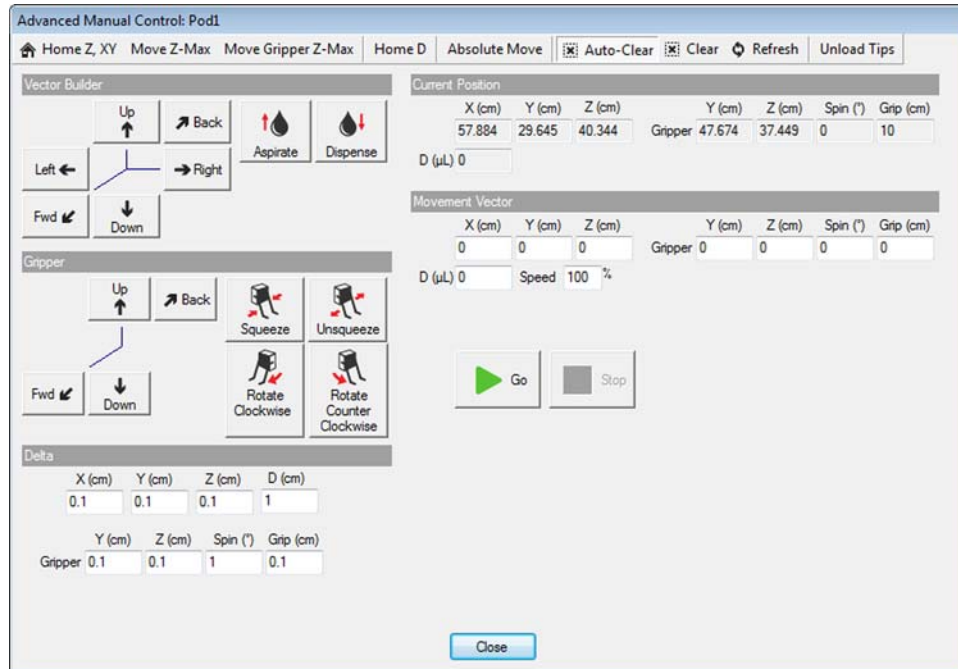 Advanced Manual Control: Pod1
Home Z, XY Move Z-Max Move Gripper Z-Max Home D Absolute Move Auto-Clear Clear Refresh Unload Tips
Vector Builder
Up
Back
Left
Right
Fwd
Down
Aspirate
Dispense
Gripper
Up
Back
Fwd
Down
Squeeze
Unsqueeze
Rotate
Clockwise
Rotate
Counter
Clockwise
Delta
X (cm) Y (cm) Z (cm) D (cm)
0.1 0.1 0.1 1
Y (cm) Z (cm) Spin (°) Grip (cm)
Gripper 0.1 0.1 1 0.1
Current Position
X (cm) Y (cm) Z (cm) Y (cm) Z (cm) Spin (°) Grip (cm)
57.884 29.645 40.344 Gripper 47.674 37.449 0 10
D (µL) 0
Movement Vector
X (cm) Y (cm) Z (cm) Y (cm) Z (cm) Spin (°) Grip (cm)
0 0 0 Gripper 0 0 0 0
D (µL) 0 Speed 100 %
Go
Stop
Close